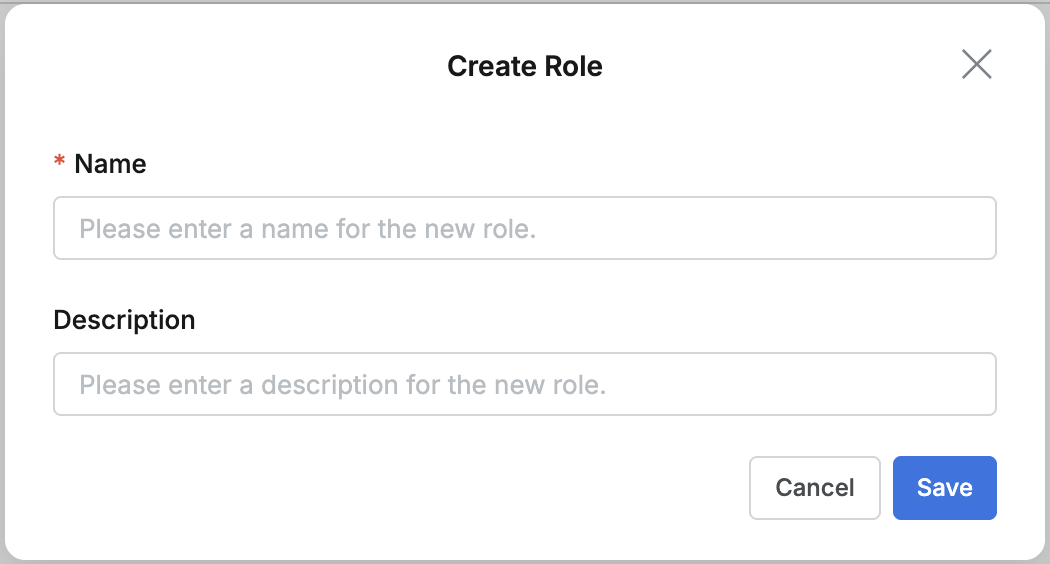 Create Role
* Name
Please enter a name for the new role.
Description
Please enter a description for the new role.
Cancel Save